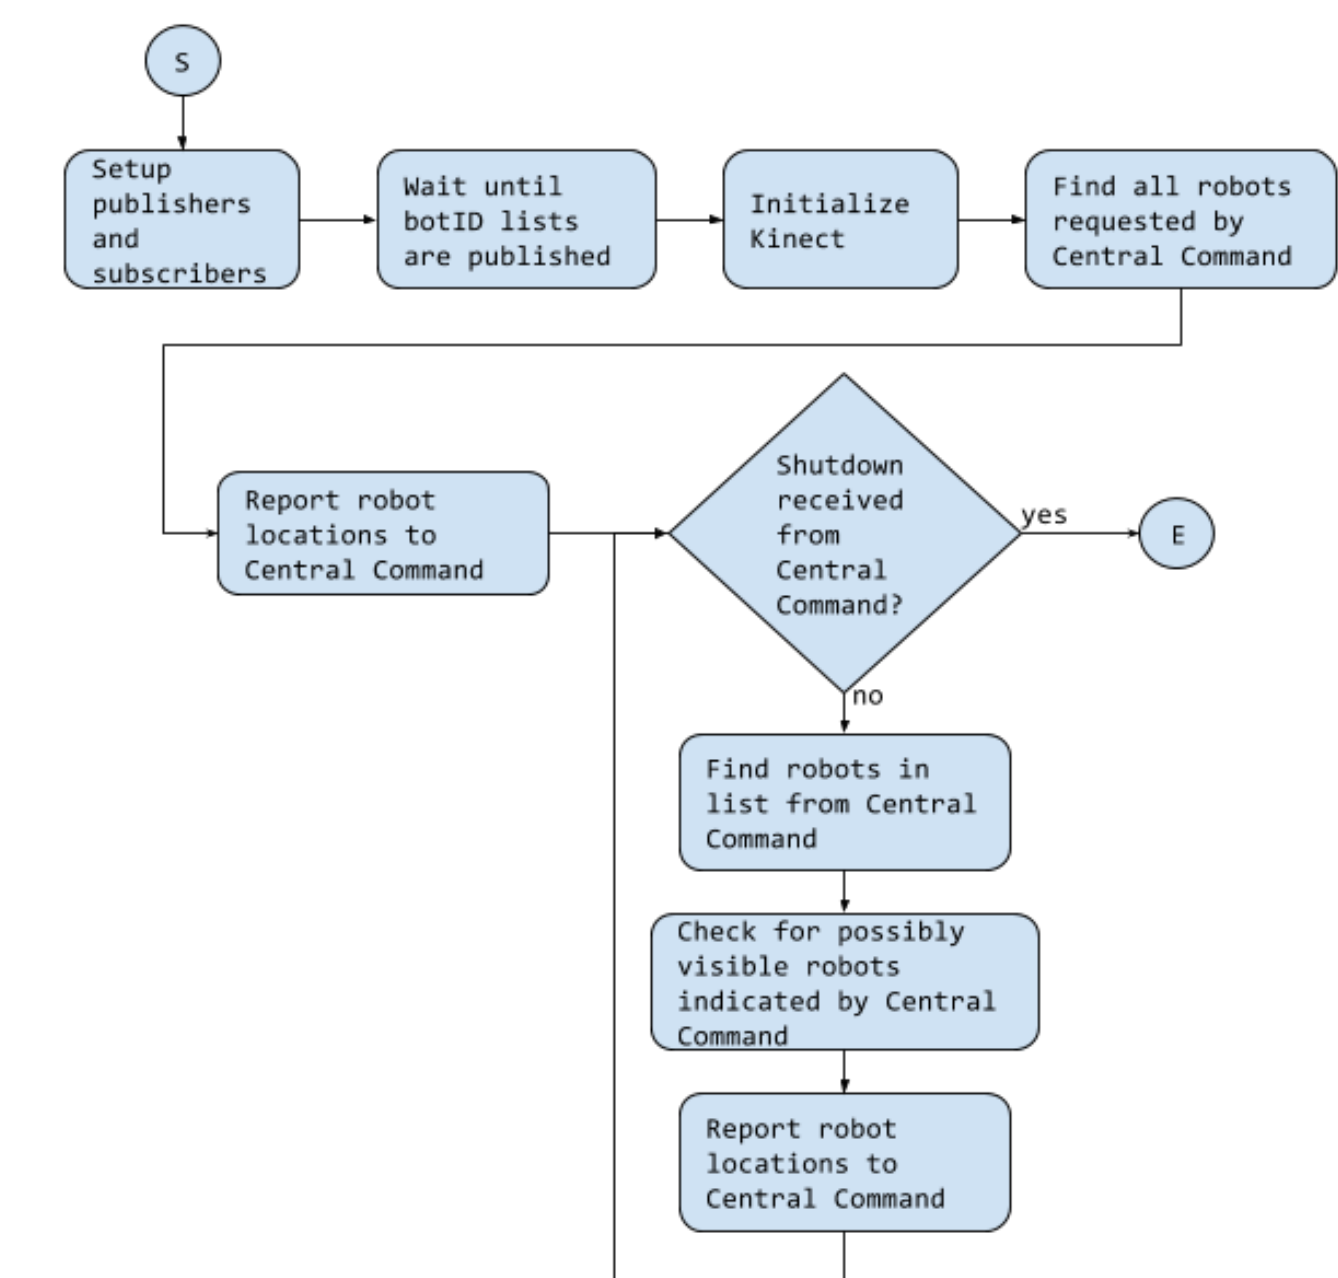 S
Setup
publishers
and
subscribers
Wait until
botID lists
are published
Initialize
Kinect
Find all robots
requested by
Central Command
Report robot
locations to
Central Command
Shutdown
received
from
Central
Command?
yes
E
no
Find robots in
list from Central
Command
Check for possibly
visible robots
indicated by Central
Command
Report robot
locations to
Central Command